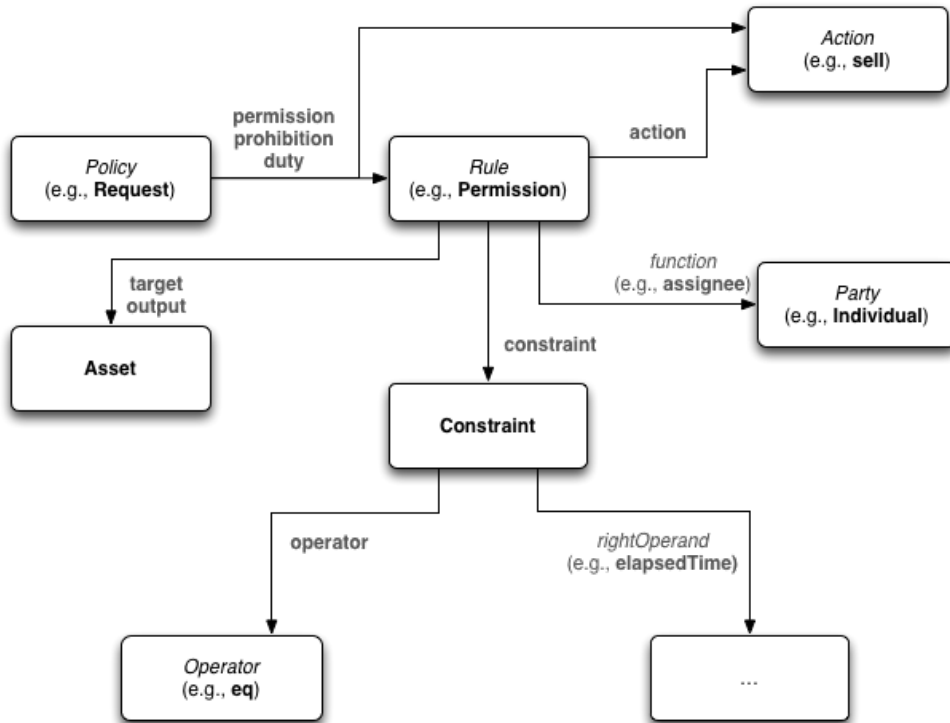 Action
(e.g., sell)
permission
prohibition
duty
action
Policy
(e.g., Request)
Rule
(e.g., Permission)
target
output
function
(e.g., assignee)
Party
(e.g., Individual)
Asset
constraint
Constraint
operator
rightOperand
(e.g., elapsedTime)
Operator
(e.g., eq)
...